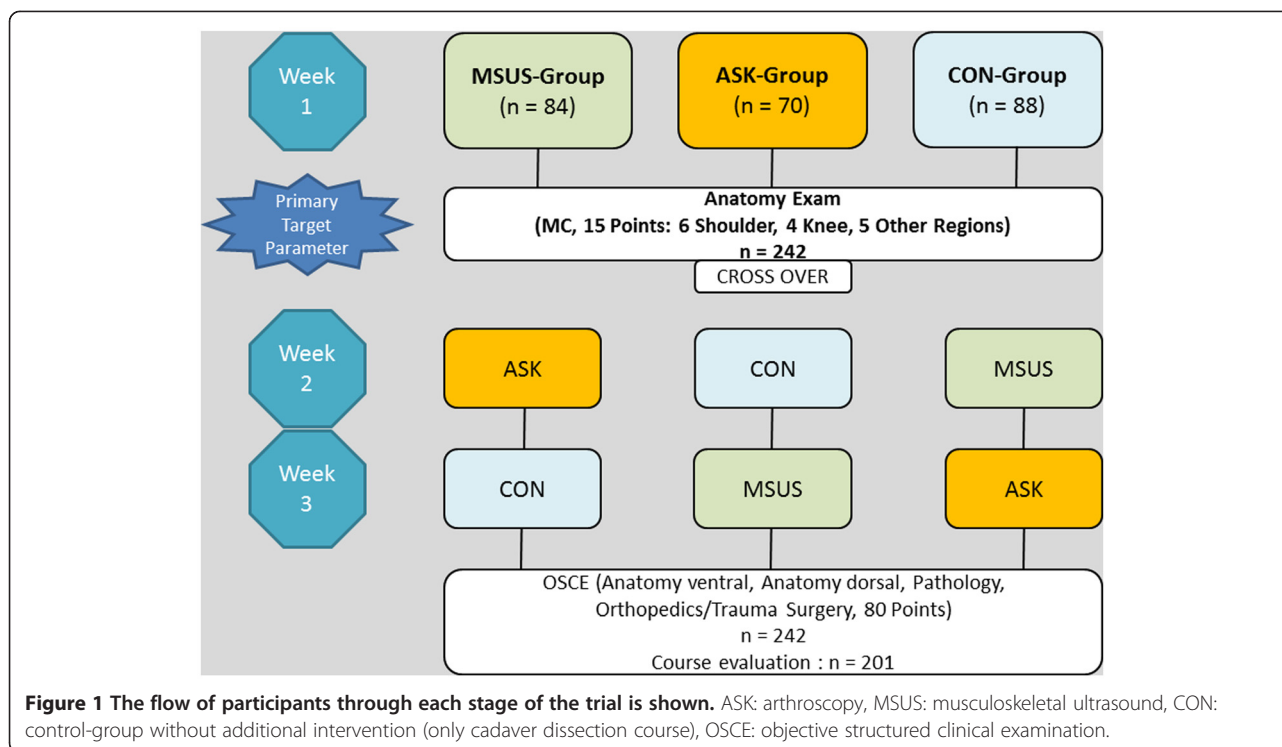 Week
1
MSUS-Group
(n = 84)
ASK-Group
(n = 70)
CON-Group
(n = 88)
Primary
Target
Parameter
Anatomy Exam
(MC, 15 Points: 6 Shoulder, 4 Knee, 5 Other Regions)
n = 242
CROSS OVER
Week
2
ASK
CON
MSUS
Week
3
CON
MSUS
ASK
OSCE (Anatomy ventral, Anatomy dorsal, Pathology,
Orthopedics/Trauma Surgery, 80 Points)
n = 242
Course evaluation : n = 201
Figure 1 The flow of participants through each stage of the trial is shown. ASK: arthroscopy, MSUS: musculoskeletal ultrasound, CON:
control-group without additional intervention (only cadaver dissection course), OSCE: objective structured clinical examination.